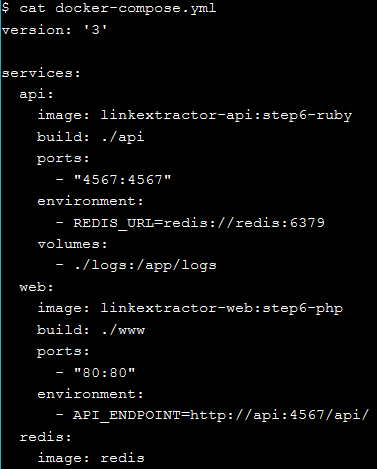 $ cat docker-compose.yml
version: '3'

services:
  api:
    image: linkextractor-api:step6-ruby
    build: ./api
    ports:
      - "4567:4567"
    environment:
      - REDIS_URL=redis://redis:6379
    volumes:
      - ./logs:/app/logs
  web:
    image: linkextractor-web:step6-php
    build: ./www
    ports:
      - "80:80"
    environment:
      - API_ENDPOINT=http://api:4567/api/
  redis:
    image: redis